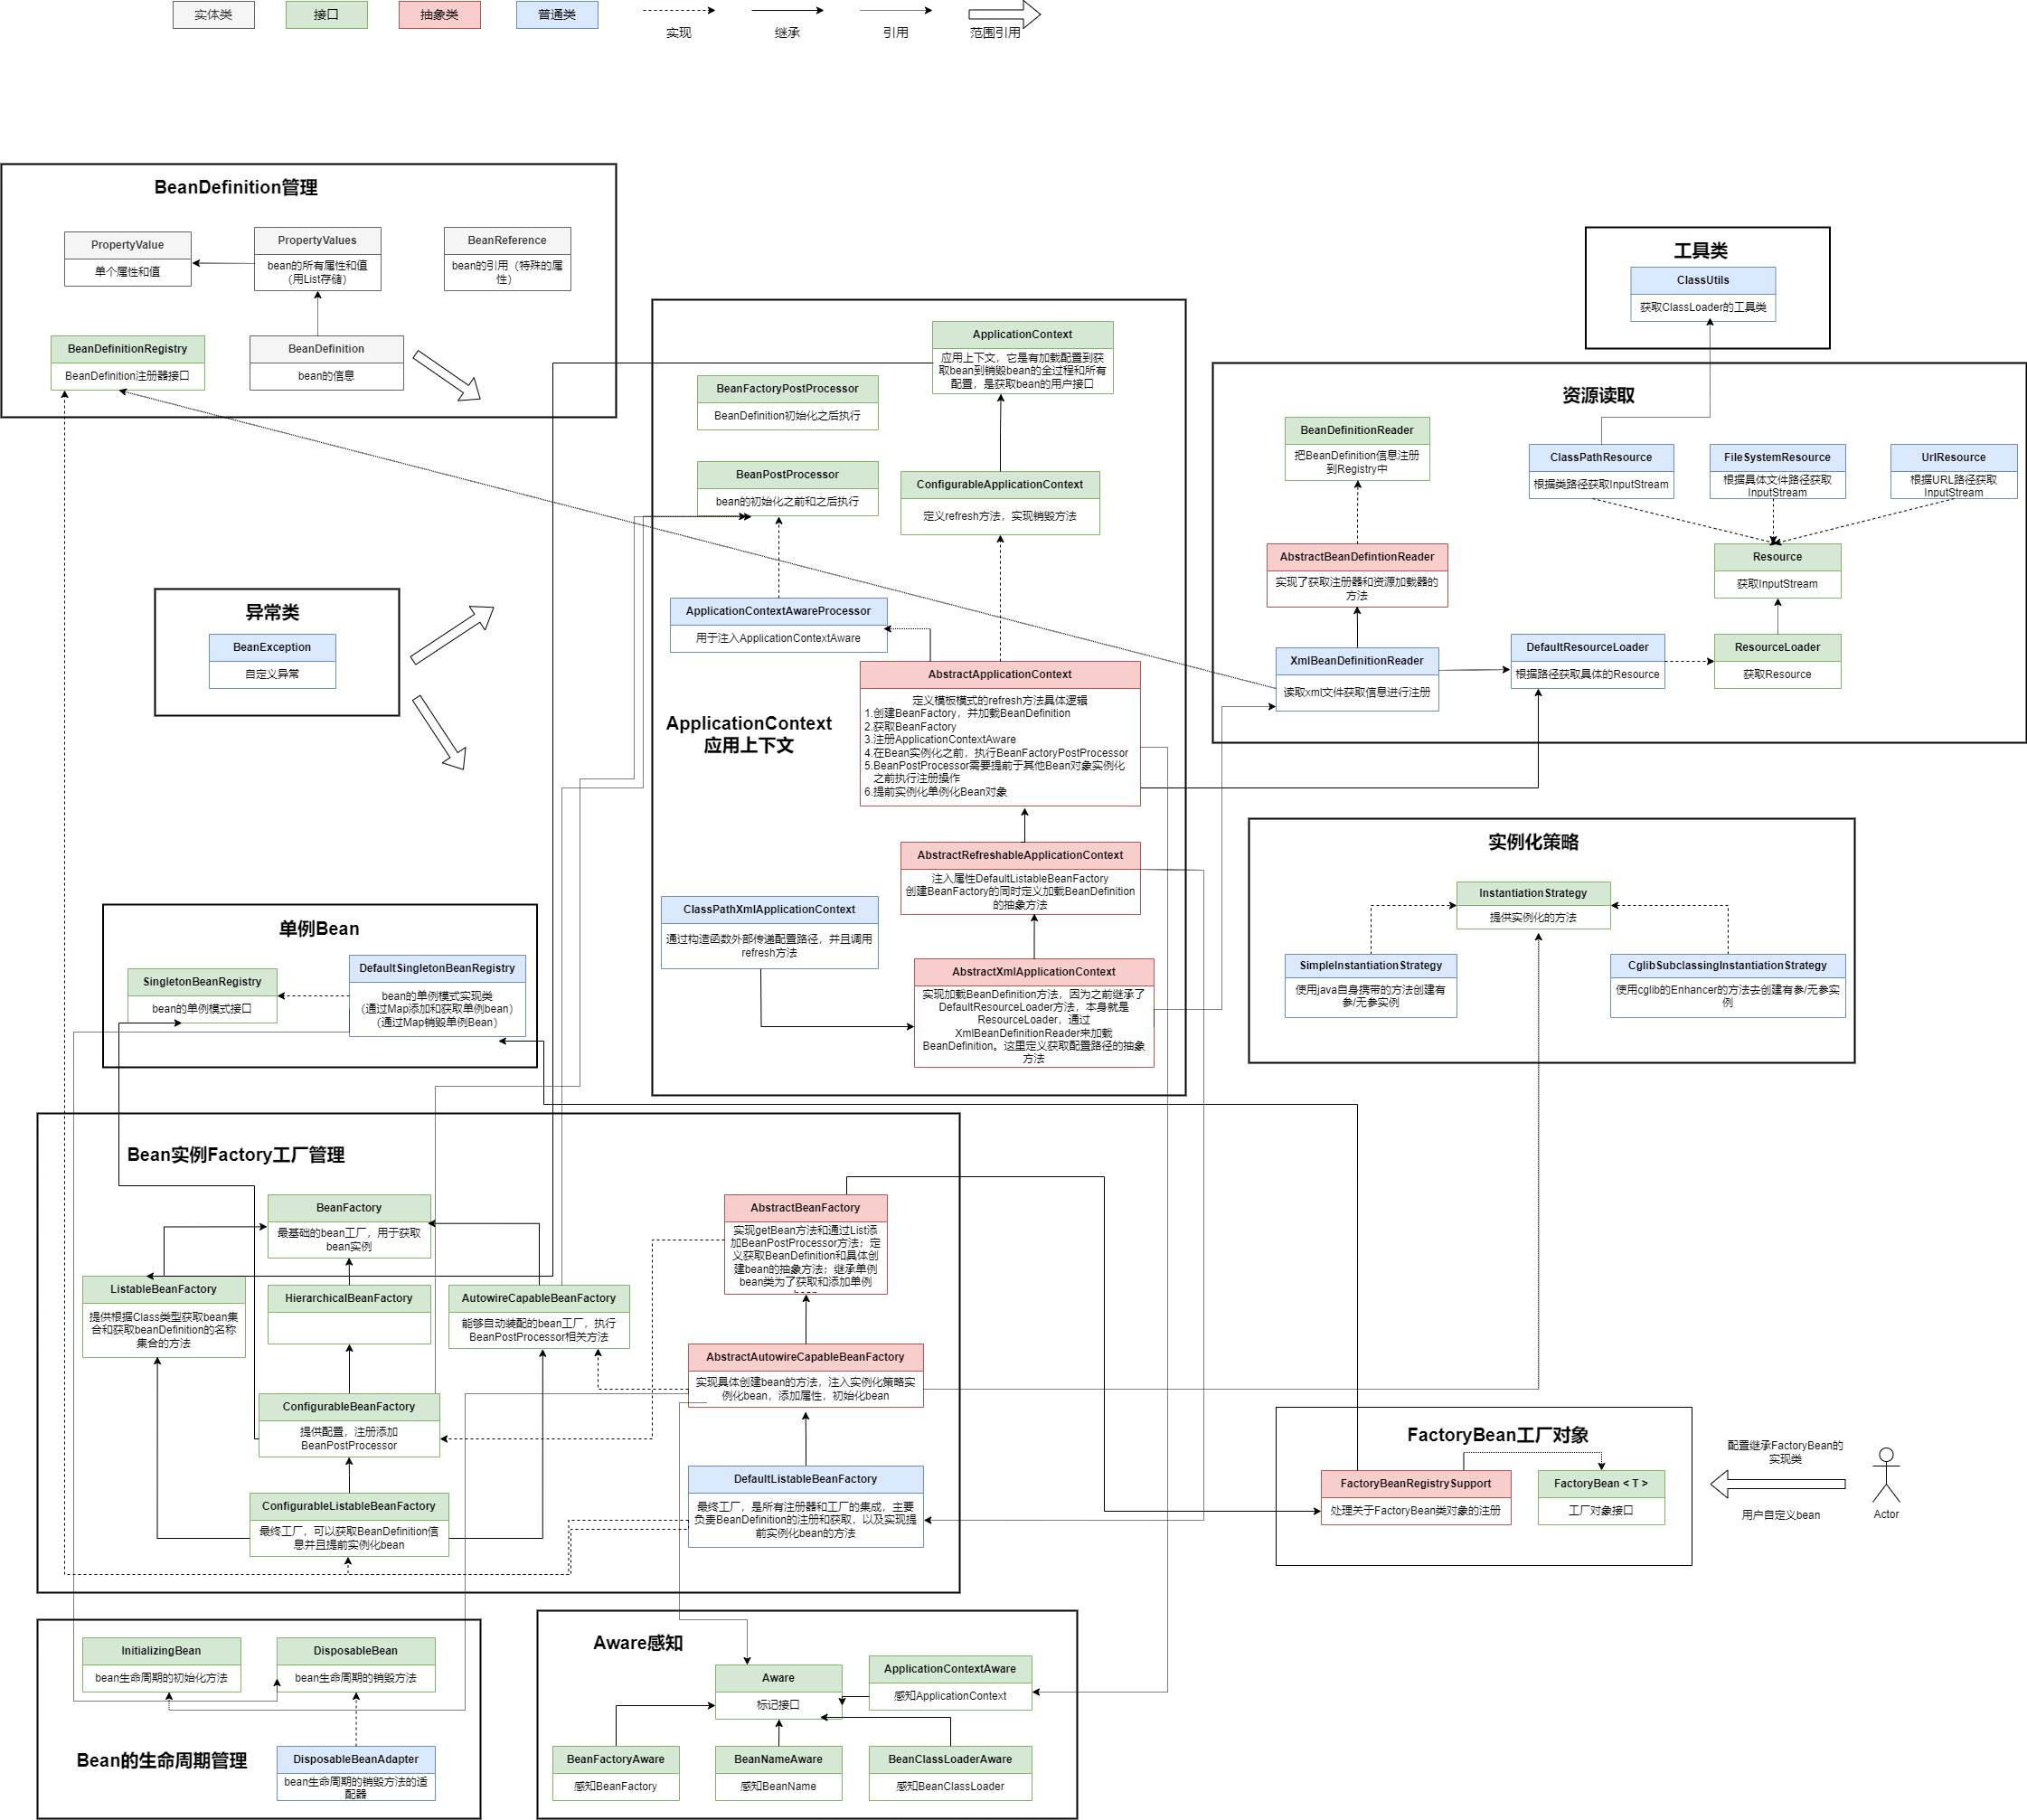 实体类
接口
抽象类
普通类
实现
继承
引用
范围引用
BeanDefinition管理
PropertyValue
单个属性和值
PropertyValues
bean的所有属性和值
（用List存储）
BeanReference
bean的引用（特殊的属
性）
BeanDefinitionRegistry
BeanDefinition注册器接口
BeanDefinition
bean的信息
异常类
BeanException
自定义异常
ApplicationContext
应用上下文，它是有加载配置到获
取bean到销毁bean的全过程和所有
配置，是获取bean的用户接口
BeanFactoryPostProcessor
BeanDefinition初始化之后执行
BeanPostProcessor
bean的初始化之前和之后执行
ConfigurableApplicationContext
定义refresh方法，实现销毁方法
ApplicationContextAwareProcessor
用于注入ApplicationContextAware
ApplicationContext
应用上下文
AbstractApplicationContext
定义模板模式的refresh方法具体逻辑
1.创建BeanFactory，并加载BeanDefinition
2.获取BeanFactory
3.注册ApplicationContextAware
4.在Bean实例化之前，执行BeanFactoryPostProcessor
5.BeanPostProcessor需要提前于其他Bean对象实例化
之前执行注册操作
6.提前实例化单例化Bean对象
AbstractRefreshableApplicationContext
注入属性DefaultListableBeanFactory
创建BeanFactory的同时定义加载BeanDefinition
的抽象方法
ClassPathXmlApplicationContext
通过构造函数外部传递配置路径，并且调用
refresh方法
AbstractXmlApplicationContext
实现加载BeanDefinition方法，因为之前继承了
DefaultResourceLoader方法，本身就是
ResourceLoader，通过
XmlBeanDefinitionReader来加载
BeanDefinition。这里定义获取配置路径的抽象
方法
工具类
ClassUtils
获取ClassLoader的工具类
资源读取
BeanDefinitionReader
把BeanDefinition信息注册
到Registry中
ClassPathResource
根据类路径获取InputStream
FileSystemResource
根据具体文件路径获取
InputStream
UrlResource
根据URL路径获取
InputStream
AbstractBeanDefintionReader
实现了获取注册器和资源加载器的
方法
Resource
获取InputStream
XmlBeanDefinitionReader
读取xml文件获取信息进行注册
DefaultResourceLoader
根据路径获取具体的Resource
ResourceLoader
获取Resource
实例化策略
InstantiationStrategy
提供实例化的方法
SimpleInstantiationStrategy
使用java自身携带的方法创建有
参/无参实例
CglibSubclassingInstantiationStrategy
使用cglib的Enhancer的方法去创建有参/无参实
例
单例Bean
SingletonBeanRegistry
bean的单例模式接口
DefaultSingletonBeanRegistry
bean的单例模式实现类
（通过Map添加和获取单例bean）
（通过Map销毁单例Bean）
Bean实例Factory工厂管理
BeanFactory
最基础的bean工厂，用于获取
bean实例
ListableBeanFactory
提供根据Class类型获取bean集
合和获取beanDefinition的名称
集合的方法
HierarchicalBeanFactory
AutowireCapableBeanFactory
能够自动装配的bean工厂，执行
BeanPostProcessor相关方法
ConfigurableBeanFactory
提供配置，注册添加
BeanPostProcessor
ConfigurableListableBeanFactory
最终工厂，可以获取BeanDefinition信
息并且提前实例化bean
AbstractBeanFactory
实现getBean方法和通过List添
加BeanPostProcessor方法；定
义获取BeanDefinition和具体创
建bean的抽象方法；继承单例
bean类为了获取和添加单例
AbstractAutowireCapableBeanFactory
实现具体创建bean的方法，注入实例化策略实
例化bean，添加属性，初始化bean
DefaultListableBeanFactory
最终工厂，是所有注册器和工厂的集成，主要
负责BeanDefinition的注册和获取，以及实现提
前实例化bean的方法
FactoryBean工厂对象
FactoryBeanRegistrySupport
处理关于FactoryBean类对象的注册
FactoryBean < T >
工厂对象接口
配置继承FactoryBean的
实现类
用户自定义bean
Actor
InitializingBean
bean生命周期的初始化方法
DisposableBean
bean生命周期的销毁方法
Bean的生命周期管理
DisposableBeanAdapter
bean生命周期的销毁方法的适
配器
Aware感知
Aware
标记接口
ApplicationContextAware
感知ApplicationContext
BeanFactoryAware
感知BeanFactory
BeanNameAware
感知BeanName
BeanClassLoaderAware
感知BeanClassLoader